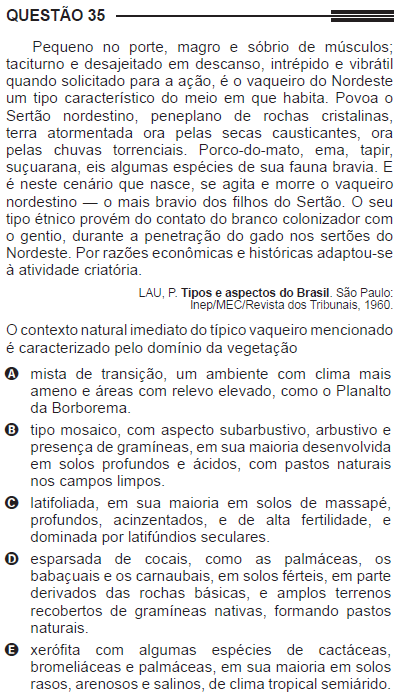 QUESTÃO 35
Pequeno no porte, magro e sóbrio de músculos;
taciturno e desajeitado em descanso, intrépido e vibrátil
quando solicitado para a ação, é o vaqueiro do Nordeste
um tipo característico do meio em que habita. Povoa o
Sertão nordestino, peneplano de rochas cristalinas,
terra atormentada ora pelas secas causticantes, ora
pelas chuvas torrenciais. Porco-do-mato, ema, tapir,
suçuarana, eis algumas espécies de sua fauna bravia. E
é neste cenário que nasce, se agita e morre o vaqueiro
nordestino — o mais bravio dos filhos do Sertão. O seu
tipo étnico provém do contato do branco colonizador com
o gentio, durante a penetração do gado nos sertões do
Nordeste. Por razões econômicas e históricas adaptou-se
à atividade criatória.
LAU, P. Tipos e aspectos do Brasil. São Paulo:
Inep/MEC/Revista dos Tribunais, 1960.
O contexto natural imediato do típico vaqueiro mencionado
é caracterizado pelo domínio da vegetação
A mista de transição, um ambiente com clima mais
ameno e áreas com relevo elevado, como o Planalto
da Borborema.
B tipo mosaico, com aspecto subarbustivo, arbustivo e
presença de gramíneas, em sua maioria desenvolvida
em solos profundos e ácidos, com pastos naturais
nos campos limpos.
C latifoliada, em sua maioria em solos de massapé,
profundos, acinzentados, e de alta fertilidade, e
dominada por latifúndios seculares.
D esparsada de cocais, como as palmáceas, os
babaçuais e os carnaubais, em solos férteis, em parte
derivados das rochas básicas, e amplos terrenos
recobertos de gramíneas nativas, formando pastos
naturais.
E xerófita com algumas espécies de cactáceas,
bromeliáceas e palmáceas, em sua maioria em solos
rasos, arenosos e salinos, de clima tropical semiárido.